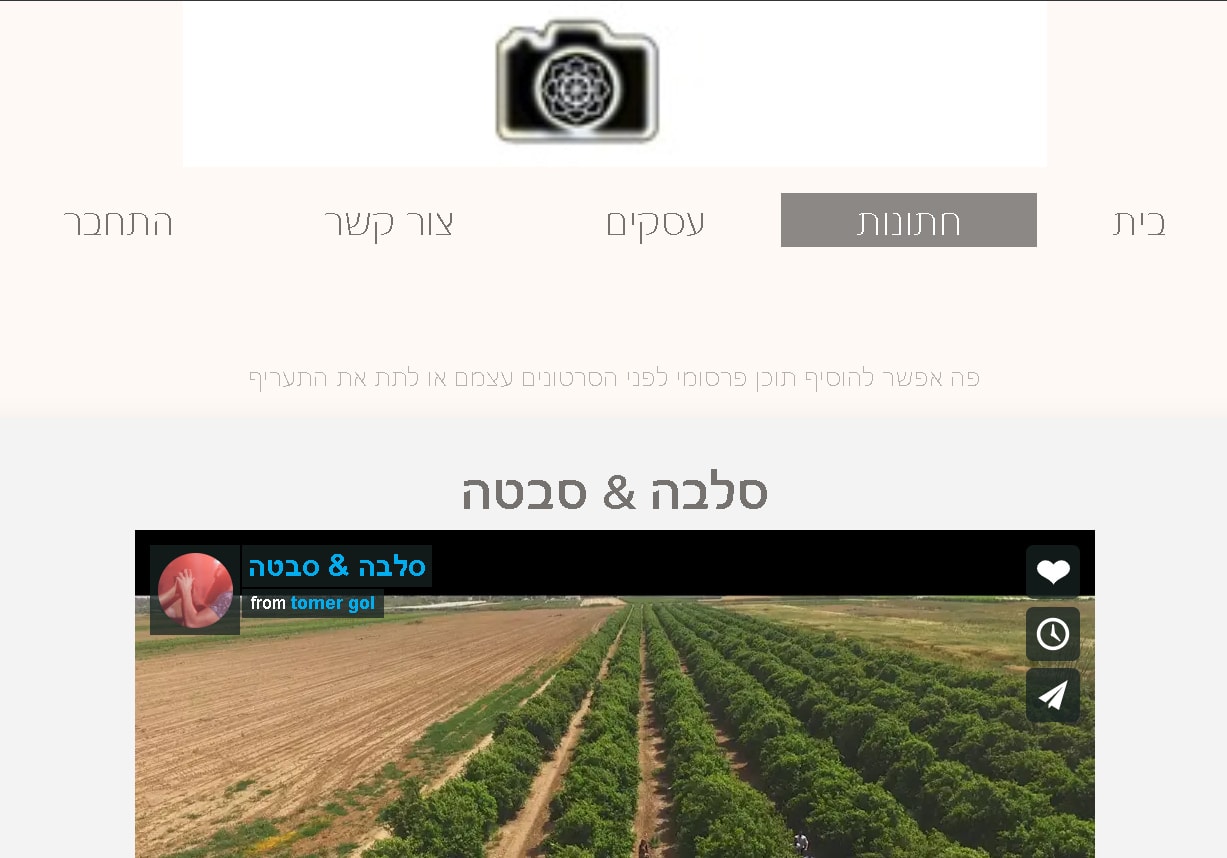 בית
חתונות
עסקים
צור קשר
התחבר
פה אפשר להוסיף תוכן פרסומי לפני הסרטונים עצמם או לתת את התעריף
סלבה & סבטה
סלבה & סבטה
from tomer gol